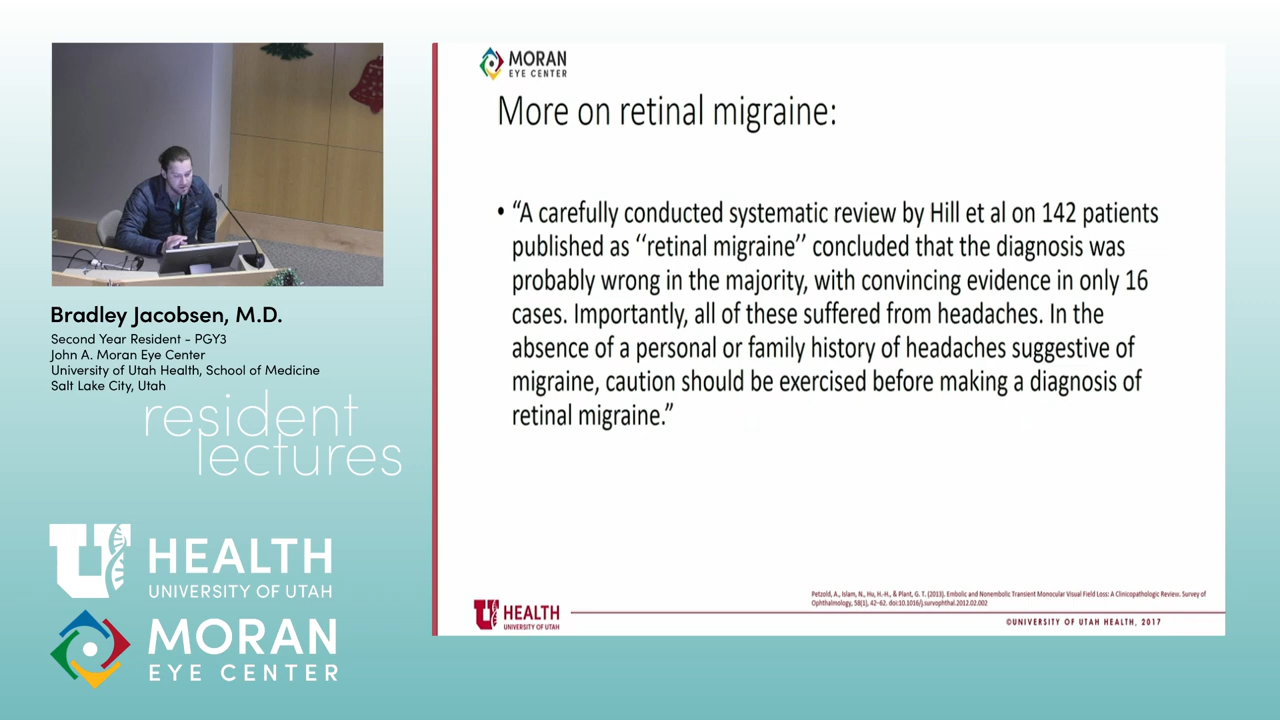 Bradley Jacobsen, M.D.
Second Year Resident - PGY3
John A. Moran Eye Center
University of Utah Health, School of Medicine
Salt Lake City, Utah
resident
lectures
U HEALTH
UNIVERSITY OF UTAH
MORAN
EYE CENTER
MORAN
EYE CENTER
More on retinal migraine:
• “A carefully conducted systematic review by Hill et al on 142 patients
published as ‘‘retinal migraine’’ concluded that the diagnosis was
probably wrong in the majority, with convincing evidence in only 16
cases. Importantly, all of these suffered from headaches. In the
absence of a personal or family history of headaches suggestive of
migraine, caution should be exercised before making a diagnosis of
retinal migraine.”
Petzold, A., Islam, N., Hu, H.-H., & Plant, G. T. (2013). Embolic and Nonembolic Transient Monocular Visual Field Loss: A Clinicopathologic Review. Survey of
Ophthalmology, 58(1), 42–62. doi:10.1016/j.survophthal.2012.02.002
U HEALTH
UNIVERSITY OF UTAH
©UNIVERSITY OF UTAH HEALTH, 2017